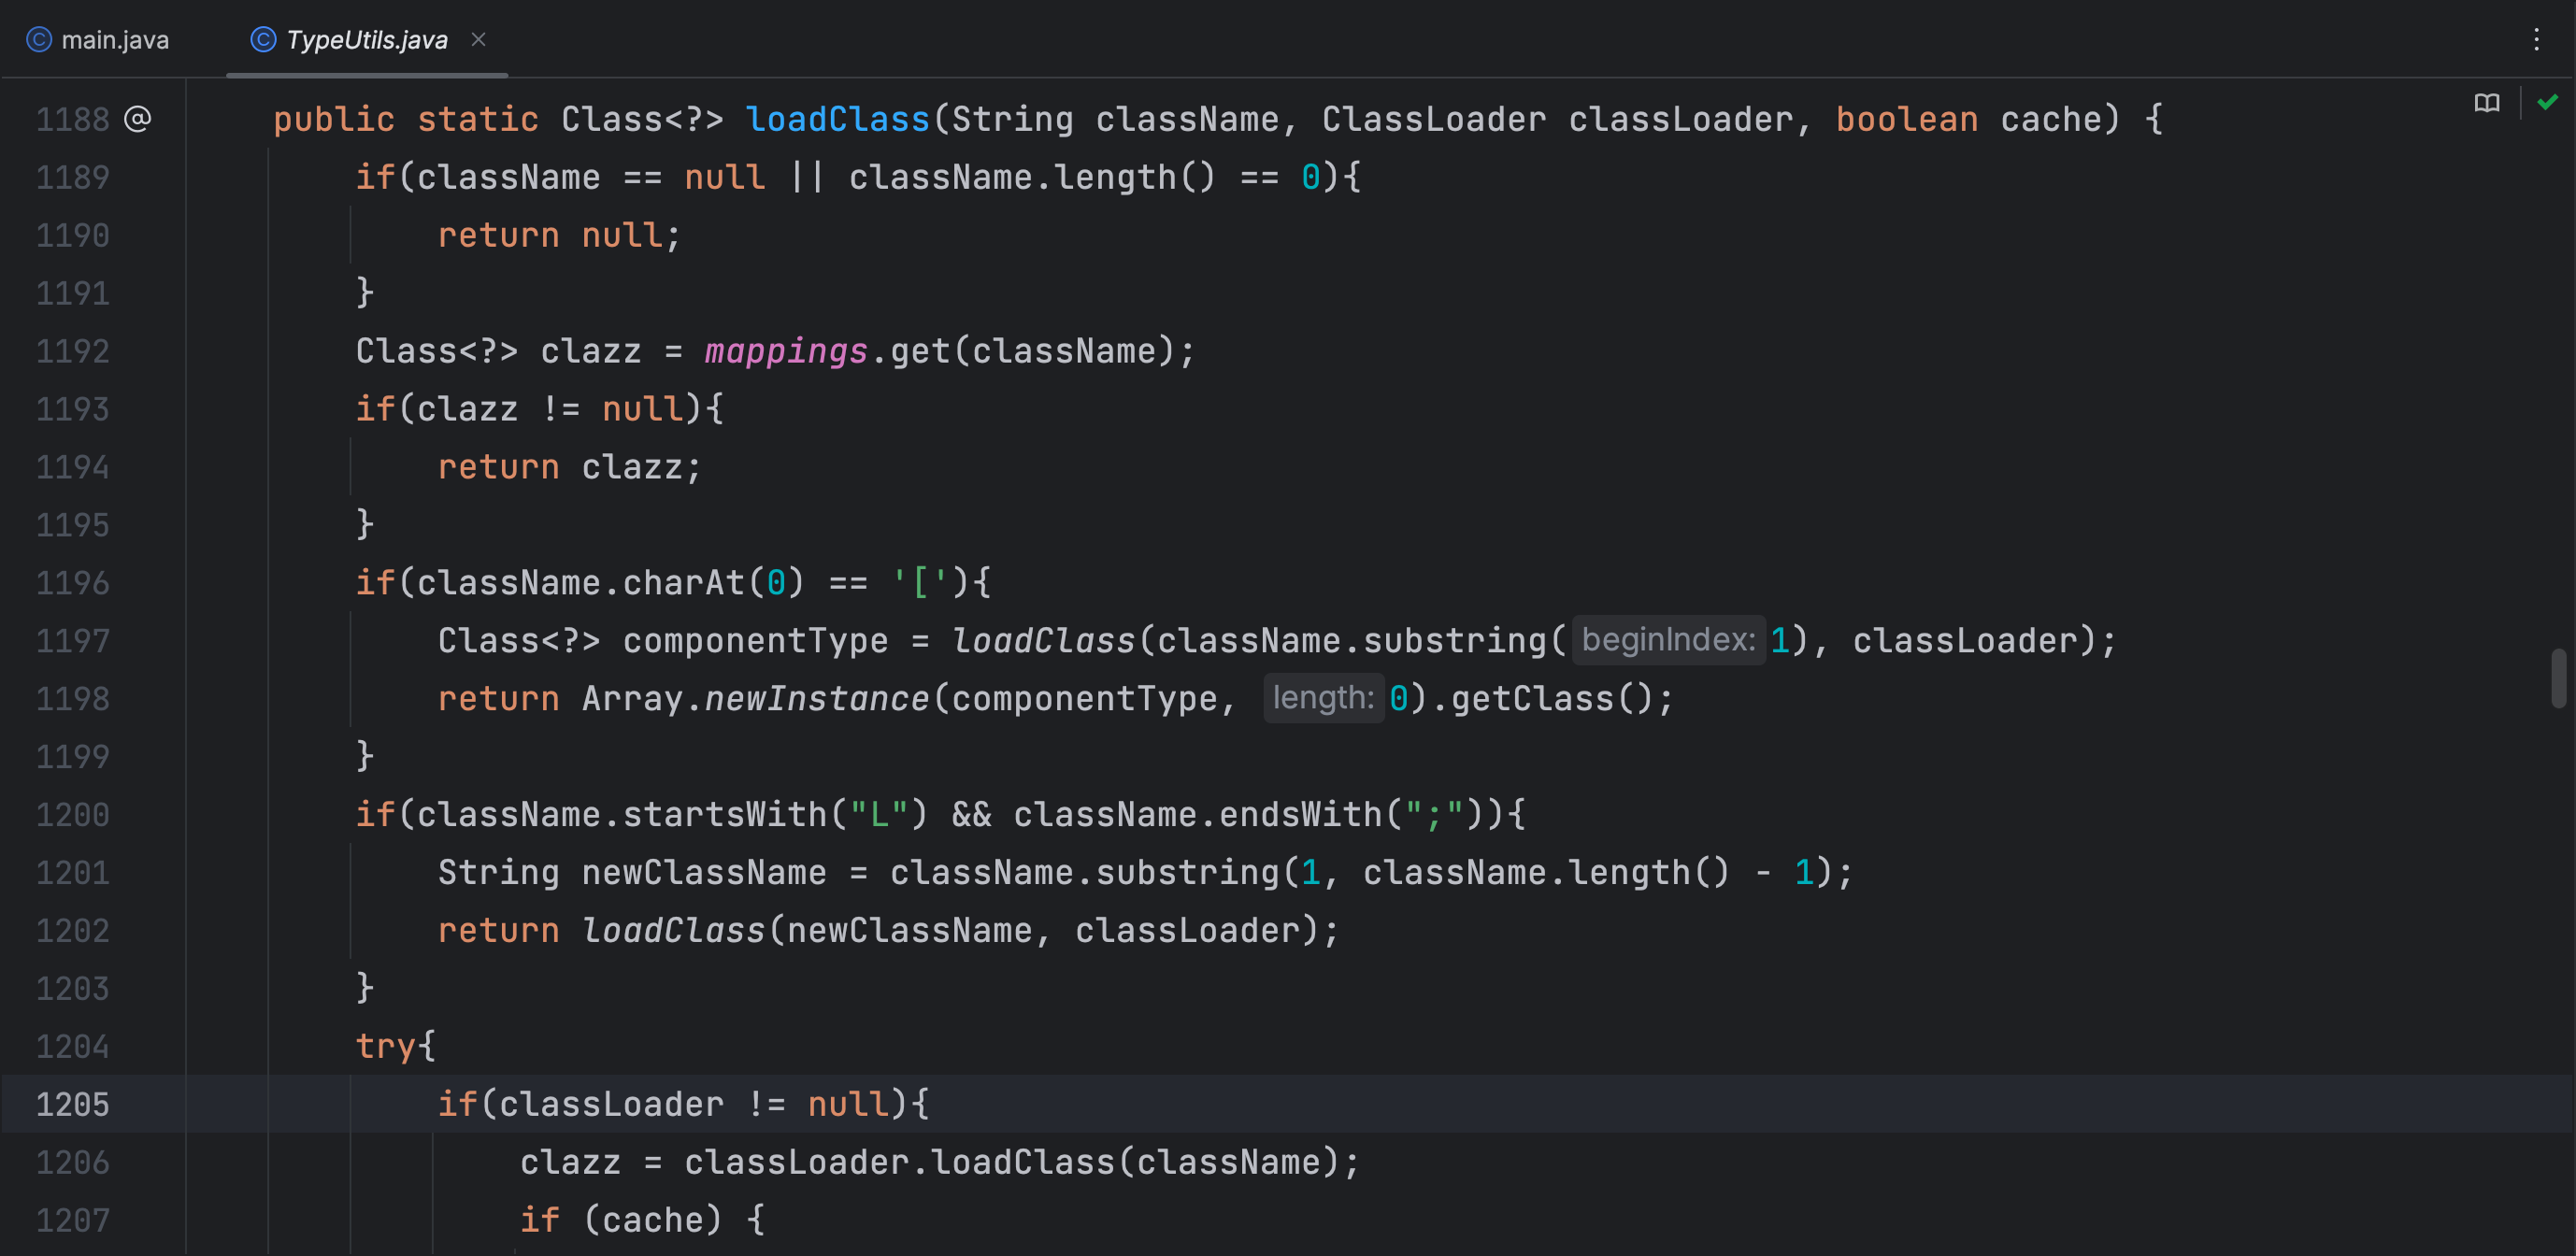 main.java TypeUtils.java
1188 @ public static Class<?> loadClass(String className, ClassLoader classLoader, boolean cache) {
1189 if(className == null || className.length() == 0){
1190 return null;
1191 }
1192 Class<?> clazz = mappings.get(className);
1193 if(clazz != null){
1194 return clazz;
1195 }
1196 if(className.charAt(0) == '['){
1197 Class<?> componentType = loadClass(className.substring( beginIndex: 1), classLoader);
1198 return Array.newInstance(componentType, length: 0).getClass();
1199 }
1200 if(className.startsWith("L") && className.endsWith(";")){
1201 String newClassName = className.substring(1, className.length() - 1);
1202 return loadClass(newClassName, classLoader);
1203 }
1204 try{
1205 if(classLoader != null){
1206 clazz = classLoader.loadClass(className);
1207 if (cache) {